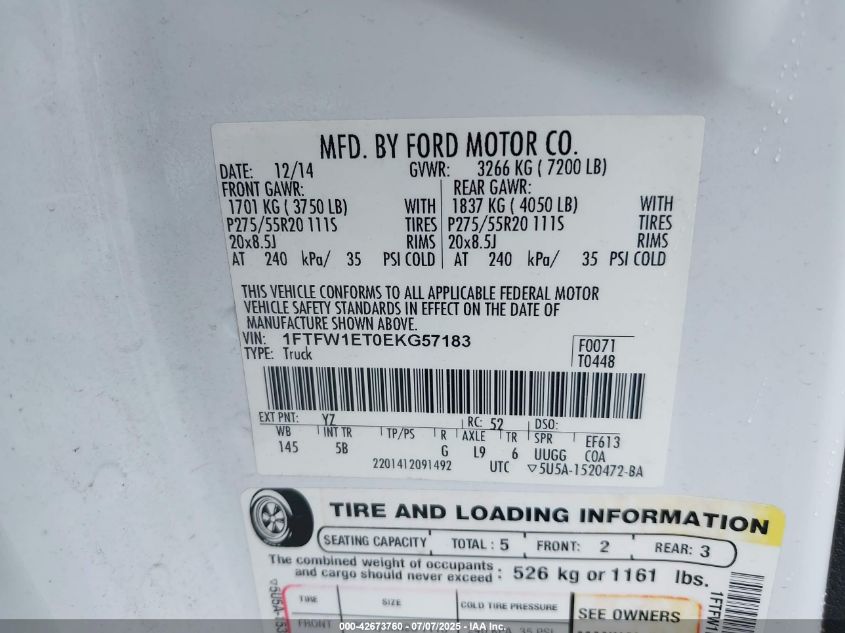 MFD. BY FORD MOTOR CO.
DATE: 12/14 GVWR: 3266 KG ( 7200 LB)
FRONT GAWR: REAR GAWR:
1701 KG ( 3750 LB) WITH 1837 KG ( 4050 LB) WITH
P275/55R20 111S TIRES P275/55R20 111S TIRES
20x8.5J RIMS 20x8.5J RIMS
AT 240 kPa/ 35 PSI COLD AT 240 kPa/ 35 PSI COLD
THIS VEHICLE CONFORMS TO ALL APPLICABLE FEDERAL MOTOR
VEHICLE SAFETY STANDARDS IN EFFECT ON THE DATE OF
MANUFACTURE SHOWN ABOVE.
VIN: 1FTFW1ET0EKG57183
TYPE: Truck
F0071
T0448
EXT PNT: YZ RC: 52 DSO:
WB INT TR TP/PS R AXLE TR SPR EF613
145 5B G L9 6 UUGG COA
2201412091492 UTC ▽5U5A-1520472-BA
TIRE AND LOADING INFORMATION
SEATING CAPACITY TOTAL : 5 FRONT: 2 REAR: 3
The combined weight of occupants
and cargo should never exceed : 526 kg or 1161 lbs.
TIRE SIZE COLD TIRE PRESSURE SEE OWNERS
FRONT 35 PSI
000-42673760 - 07/07/2025 - IAA Inc.